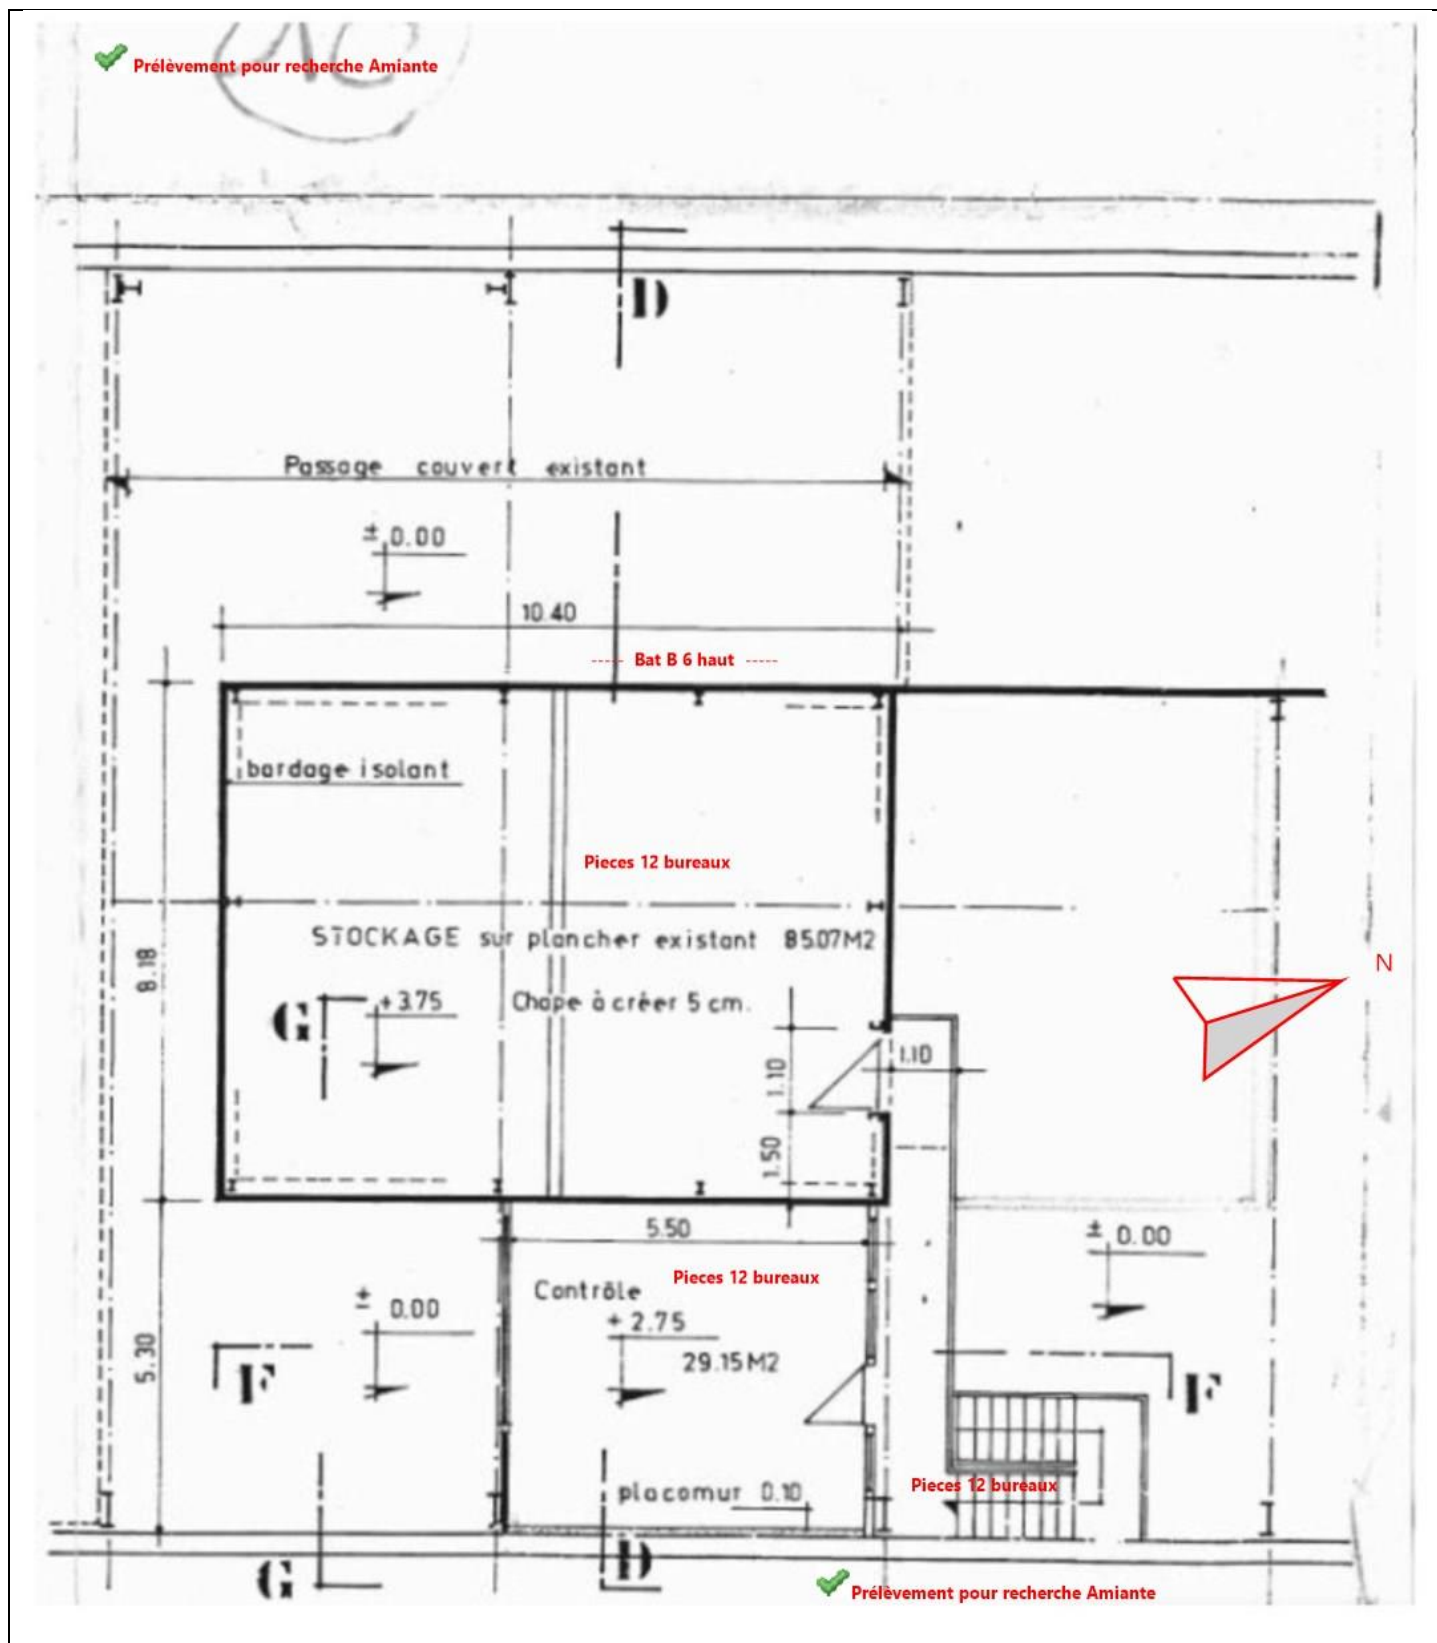 Prélèvement pour recherche Amiante
D
Passage couvert existant
± 0.00
10.40
----- Bat B 6 haut -----
bardage isolant
Pieces 12 bureaux
STOCKAGE sur plancher existant 85.07M2
8.18
N
G
+3.75
Chape à créer 5 cm.
1.10
1.10
1.50
5.50
± 0.00
Pieces 12 bureaux
Contrôle
± 0.00
+ 2.75
29.15M2
5.30
F
F
Pieces 12 bureaux
placomur 0.10
G
D
Prélèvement pour recherche Amiante